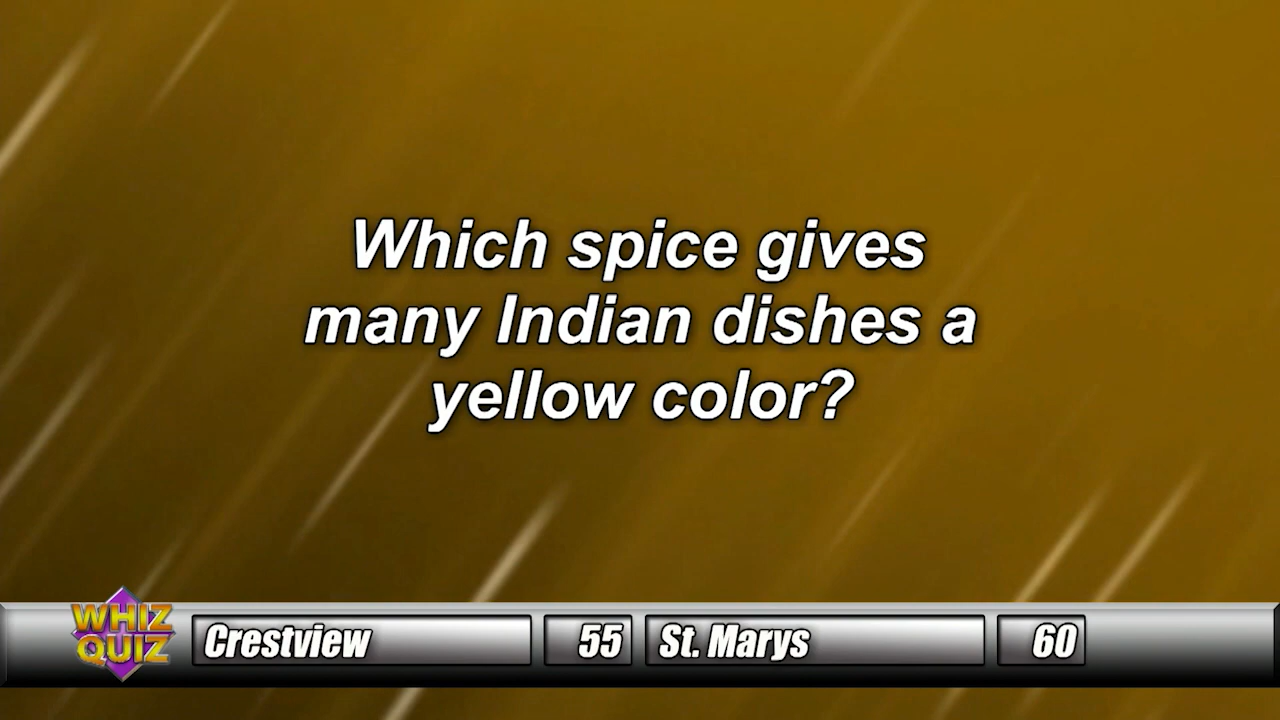 Which spice gives
many Indian dishes a
yellow color?
WHIZ
QUIZ
Crestview 55 St. Marys 60